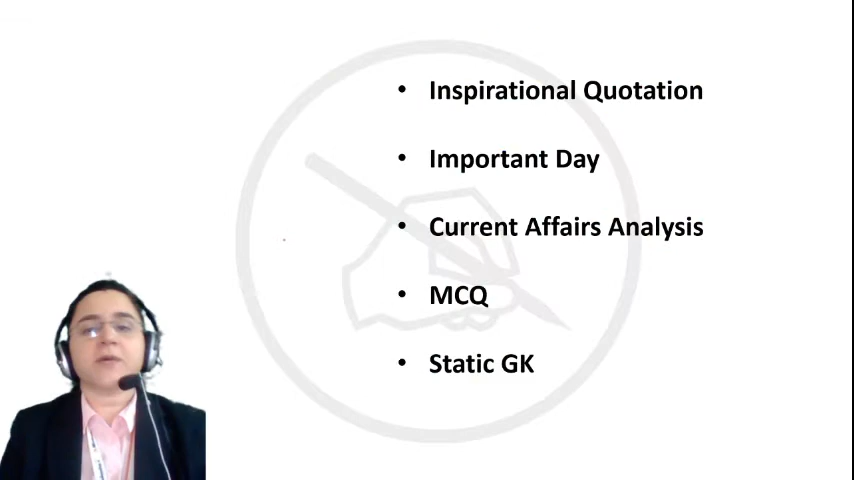 • Inspirational Quotation
• Important Day
• Current Affairs Analysis
• MCQ
• Static GK